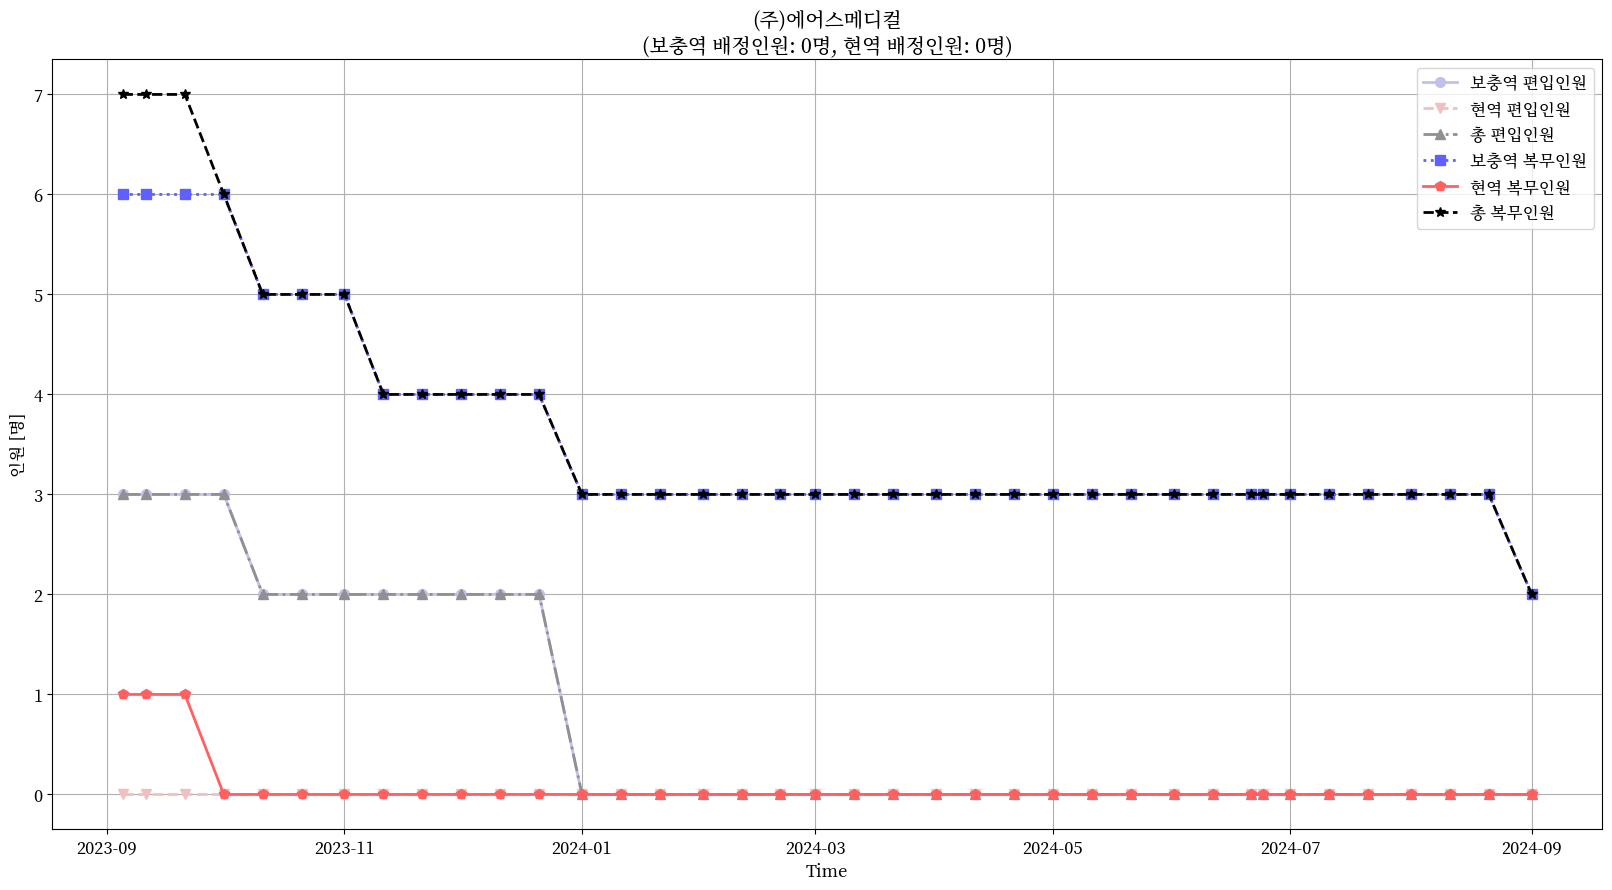 (주)에어스메디컬
(보충역 배정인원: 0명, 현역 배정인원: 0명)
보충역 편입인원
현역 편입인원
총 편입인원
보충역 복무인원
현역 복무인원
총 복무인원
인원 [명]
7
6
5
4
3
2
1
0
2023-09
2023-11
2024-01
2024-03
2024-05
2024-07
2024-09
Time